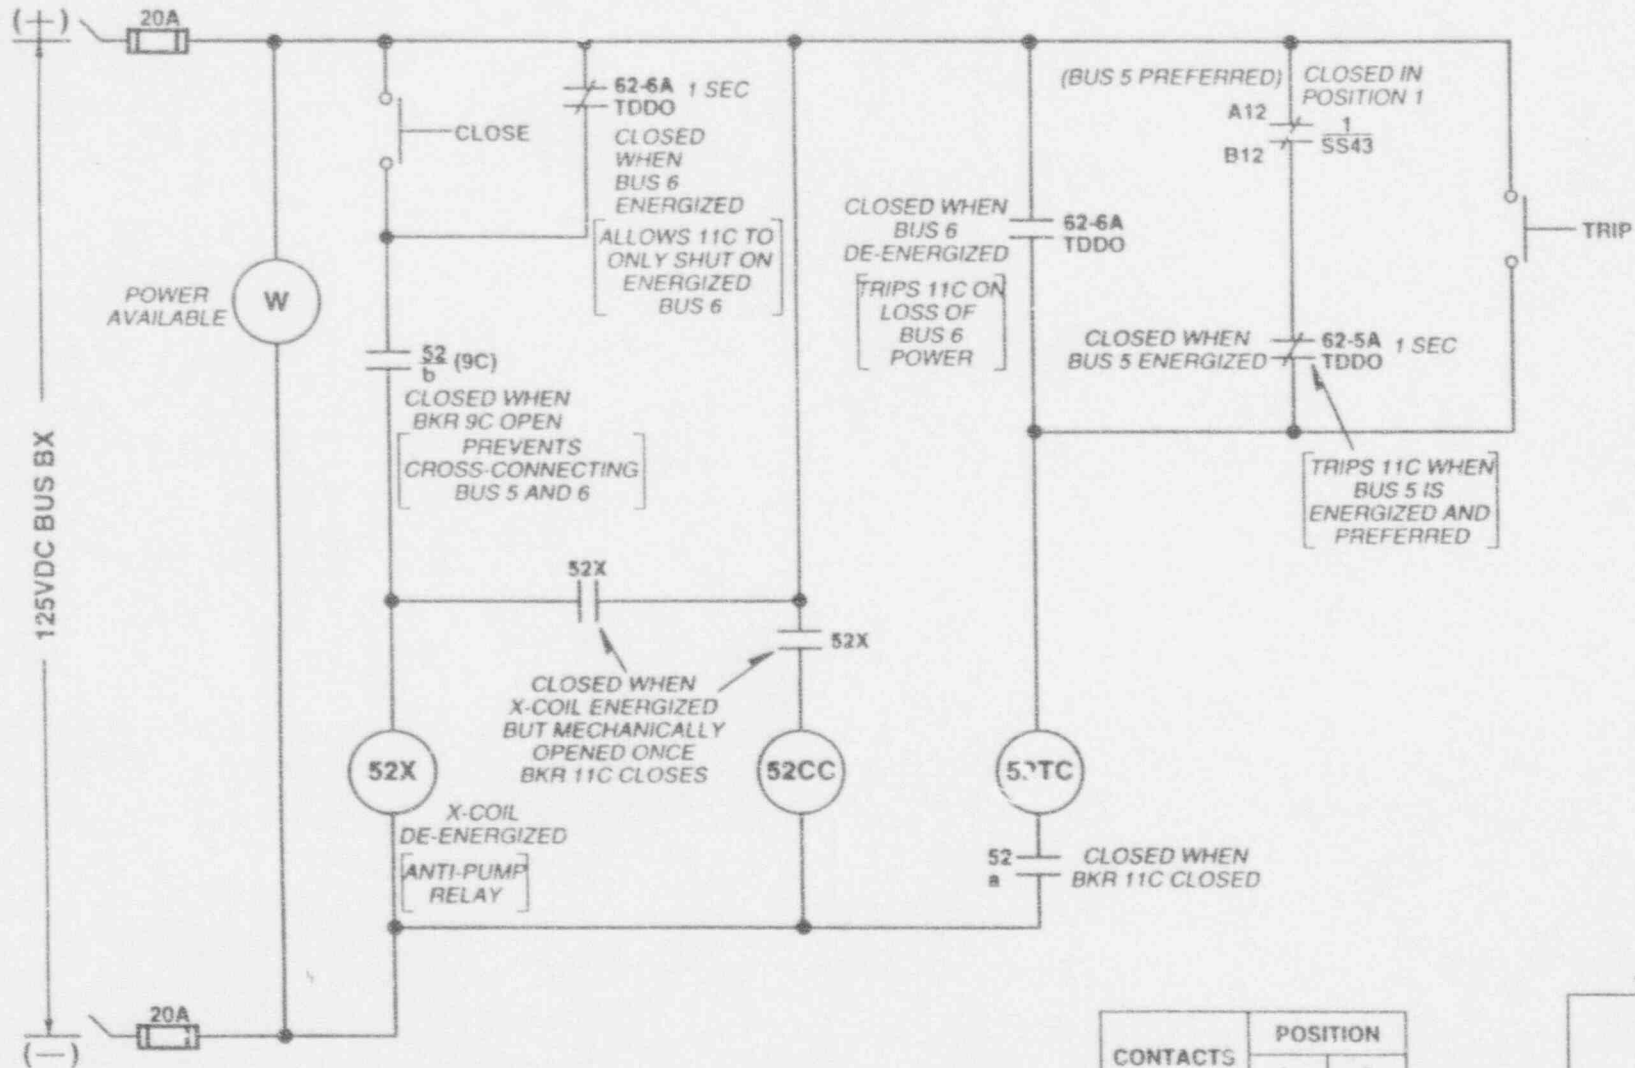 (+)
20A
62-6A 1 SEC
TDDO
CLOSE
CLOSED
WHEN
BUS 6
ENERGIZED
ALLOWS 11C TO
ONLY SHUT ON
ENERGIZED
BUS 6
(BUS 5 PREFERRED)
CLOSED IN
POSITION 1
A12
B12
1
SS43
CLOSED WHEN
BUS 6
DE-ENERGIZED
62-6A
TDDO
TRIPS 11C ON
LOSS OF
BUS 6
POWER
TRIP
POWER
AVAILABLE
W
52
b (9C)
CLOSED WHEN
BKR 9C OPEN
PREVENTS
CROSS-CONNECTING
BUS 5 AND 6
CLOSED WHEN
BUS 5 ENERGIZED
62-5A 1 SEC
TDDO
TRIPS 11C WHEN
BUS 5 IS
ENERGIZED AND
PREFERRED
125VDC BUS BX
52X
52X
CLOSED WHEN
X-COIL ENERGIZED
BUT MECHANICALLY
OPENED ONCE
BKR 11C CLOSES
52X
52CC
X-COIL
DE-ENERGIZED
ANTI-PUMP
RELAY
52
a
CLOSED WHEN
BKR 11C CLOSED
20A
(—)
CONTACTS
POSITION